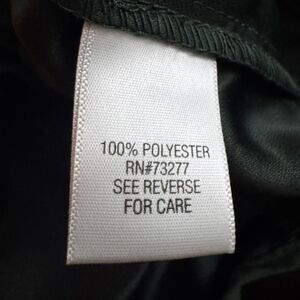 100% POLYESTER
RN#73277
SEE REVERSE
FOR CARE